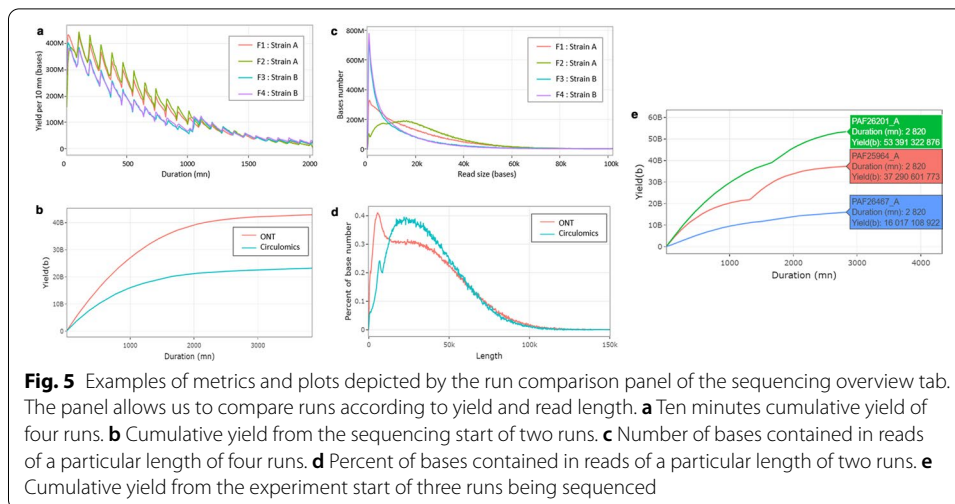 a
400M
300M
200M
100M
0
Yield per 10 mn (bases)
0
500
1000
1500
2000
Duration (mn)
F1 : Strain A
F2 : Strain A
F3 : Strain B
F4 : Strain B
c
800M
600M
400M
200M
0
Bases number
0
20k
40k
60k
80k
100k
Read size (bases)
F1 : Strain A
F2 : Strain A
F3 : Strain B
F4 : Strain B
b
40B
30B
20B
10B
0
Yield(b)
1000
2000
3000
Duration (mn)
ONT
Circulomics
d
0.4
0.3
0.2
0.1
0
Percent of base number
0
50k
100k
150k
Length
ONT
Circulomics
e
60B
50B
40B
30B
20B
10B
0
Yield(b)
1000
2000
3000
4000
Duration (mn)
PAF26201_A
Duration (mn): 2 820
Yield(b): 53 391 322 876
PAF25964_A
Duration (mn): 2 820
Yield(b): 37 290 601 773
PAF26467_A
Duration (mn): 2 820
Yield(b): 16 017 108 922
Fig. 5 Examples of metrics and plots depicted by the run comparison panel of the sequencing overview tab.
The panel allows us to compare runs according to yield and read length. a Ten minutes cumulative yield of
four runs. b Cumulative yield from the sequencing start of two runs. c Number of bases contained in reads
of a particular length of four runs. d Percent of bases contained in reads of a particular length of two runs. e
Cumulative yield from the experiment start of three runs being sequenced